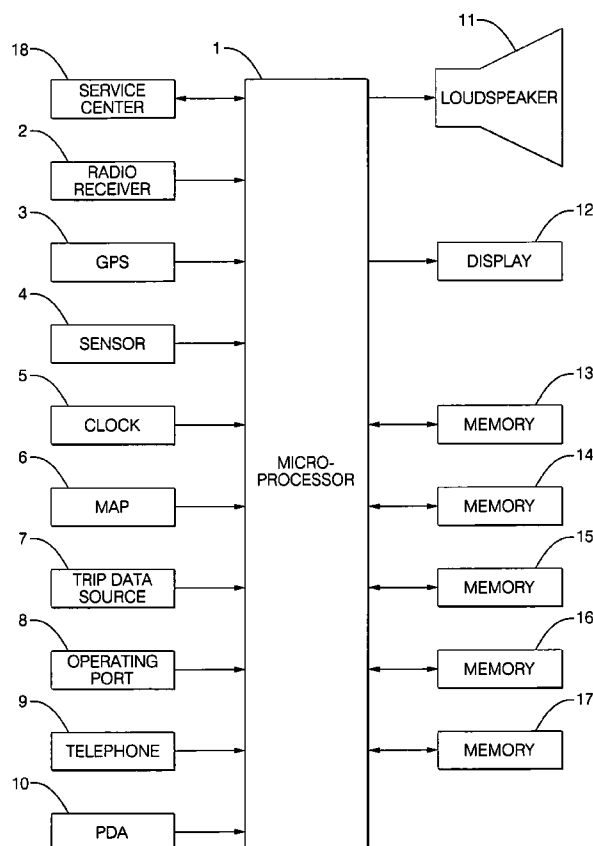 18
SERVICE
CENTER
1
11
LOUDSPEAKER
2
RADIO
RECEIVER
3
GPS
12
DISPLAY
4
SENSOR
5
CLOCK
13
MEMORY
MICRO-
PROCESSOR
6
MAP
14
MEMORY
7
TRIP DATA
SOURCE
15
MEMORY
8
OPERATING
PORT
16
MEMORY
9
TELEPHONE
17
MEMORY
10
PDA